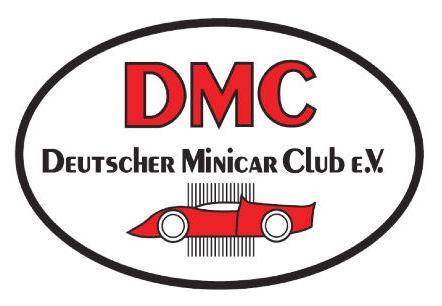 DMC
DEUTSCHER MINICAR CLUB E.V.